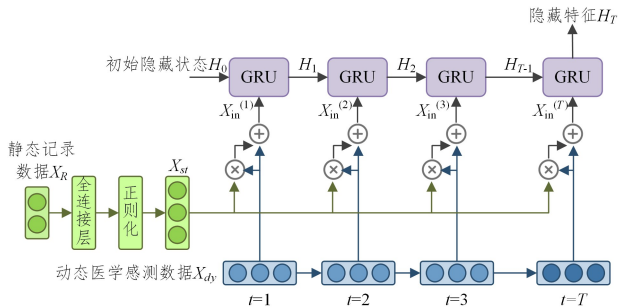 隐藏特征H_T
初始隐藏状态H_0 GRU H_1 GRU H_2 GRU H_{T-1} GRU
X_in^(1) X_in^(2) X_in^(3) X_in^(T)
静态记录
数据X_R
全连接层
正则化
X_st
动态医学感测数据X_dy
t=1 t=2 t=3 t=T